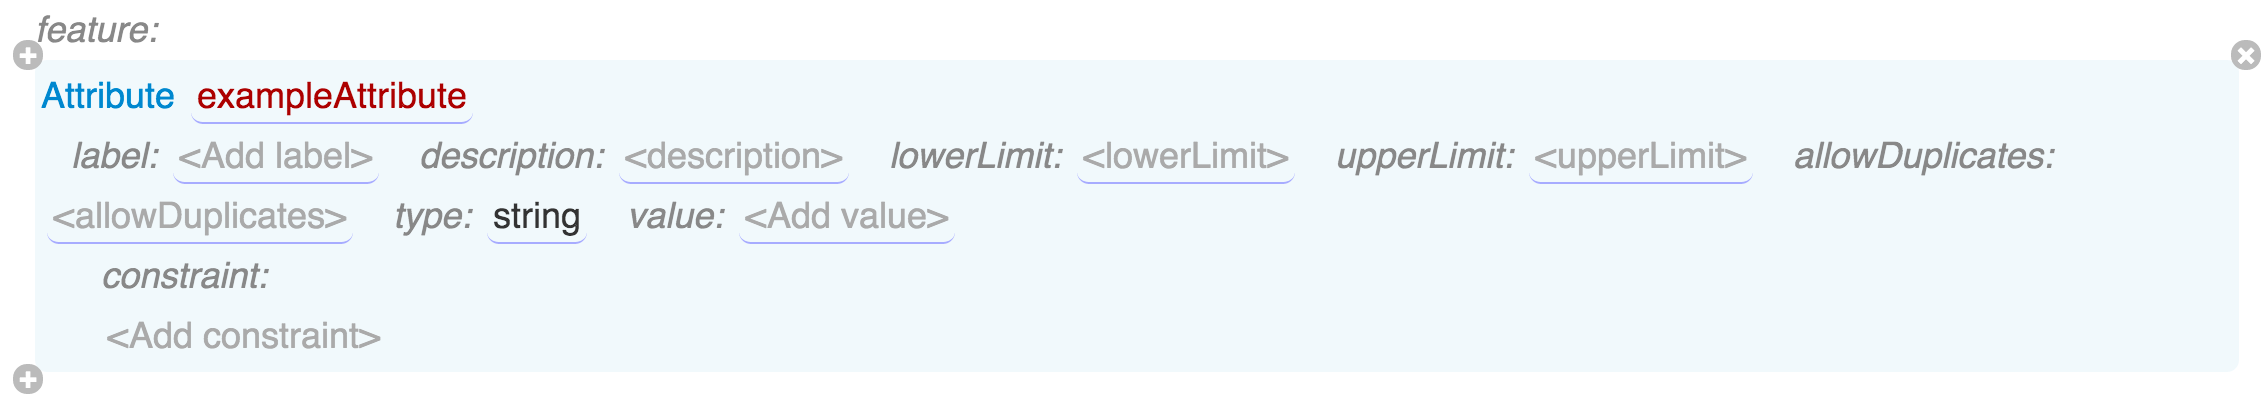 feature:
Attribute exampleAttribute
label: <Add label> description: <description> lowerLimit: <lowerLimit> upperLimit: <upperLimit> allowDuplicates:
<allowDuplicates> type: string value: <Add value>
constraint:
<Add constraint>